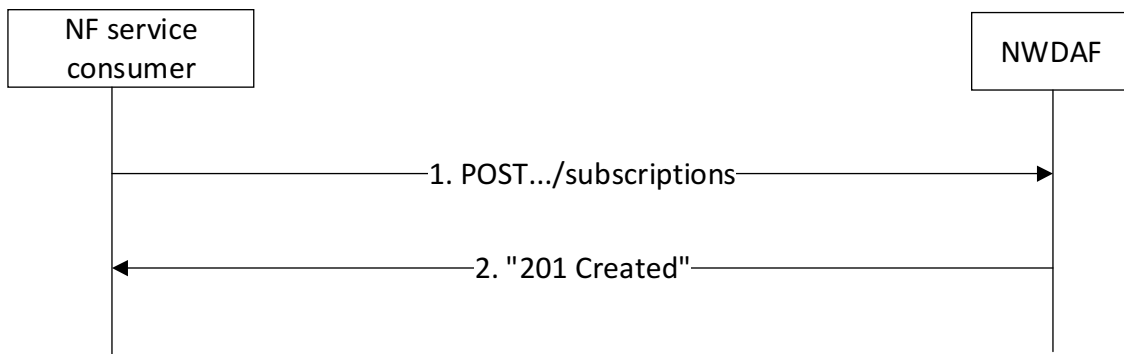 NF service
consumer
NWDAF
1. POST.../subscriptions
2. "201 Created"